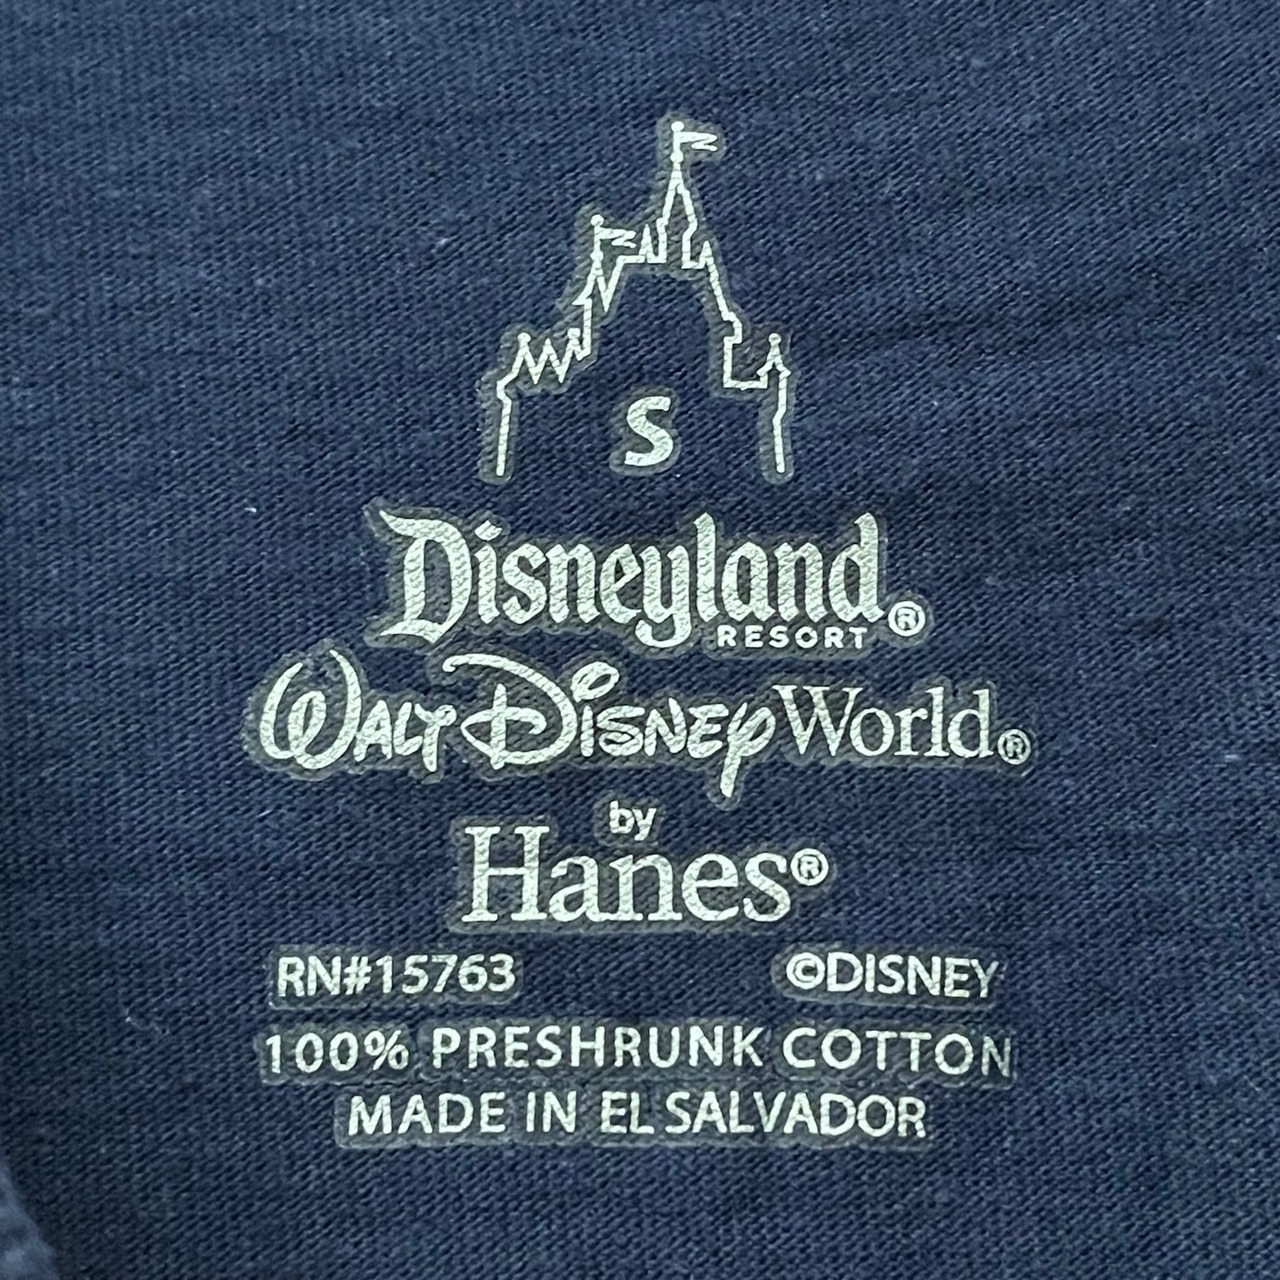 S
Disneyland®
RESORT
WALT DISNEY World®
by
Hanes®
RN#15763 ©DISNEY
100% PRESHRUNK COTTON
MADE IN EL SALVADOR